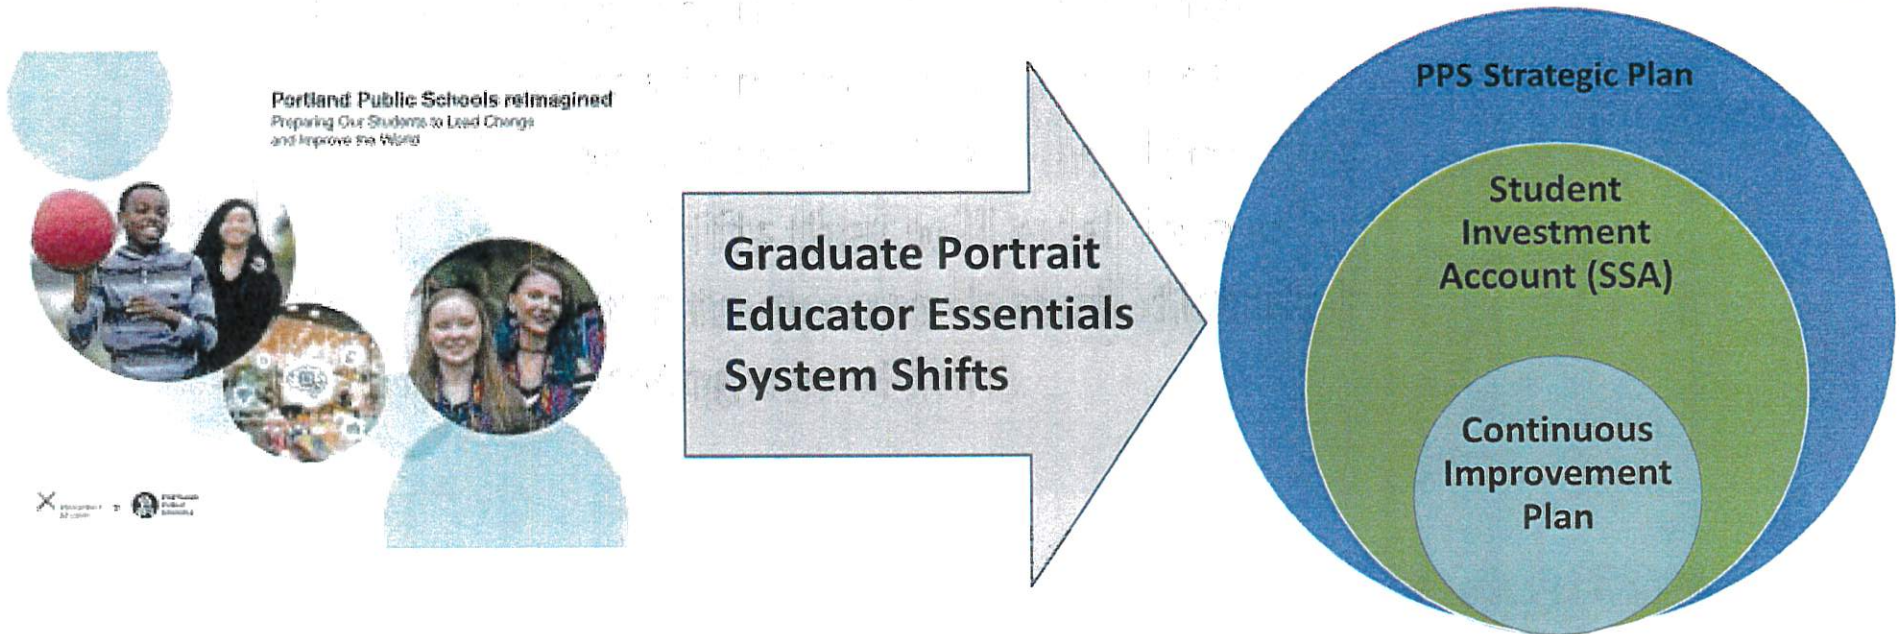 Portland Public Schools reImagined
Preparing Our Students to Lead Change
and Improve the World
Graduate Portrait
Educator Essentials
System Shifts
PPS Strategic Plan
Student
Investment
Account (SSA)
Continuous
Improvement
Plan